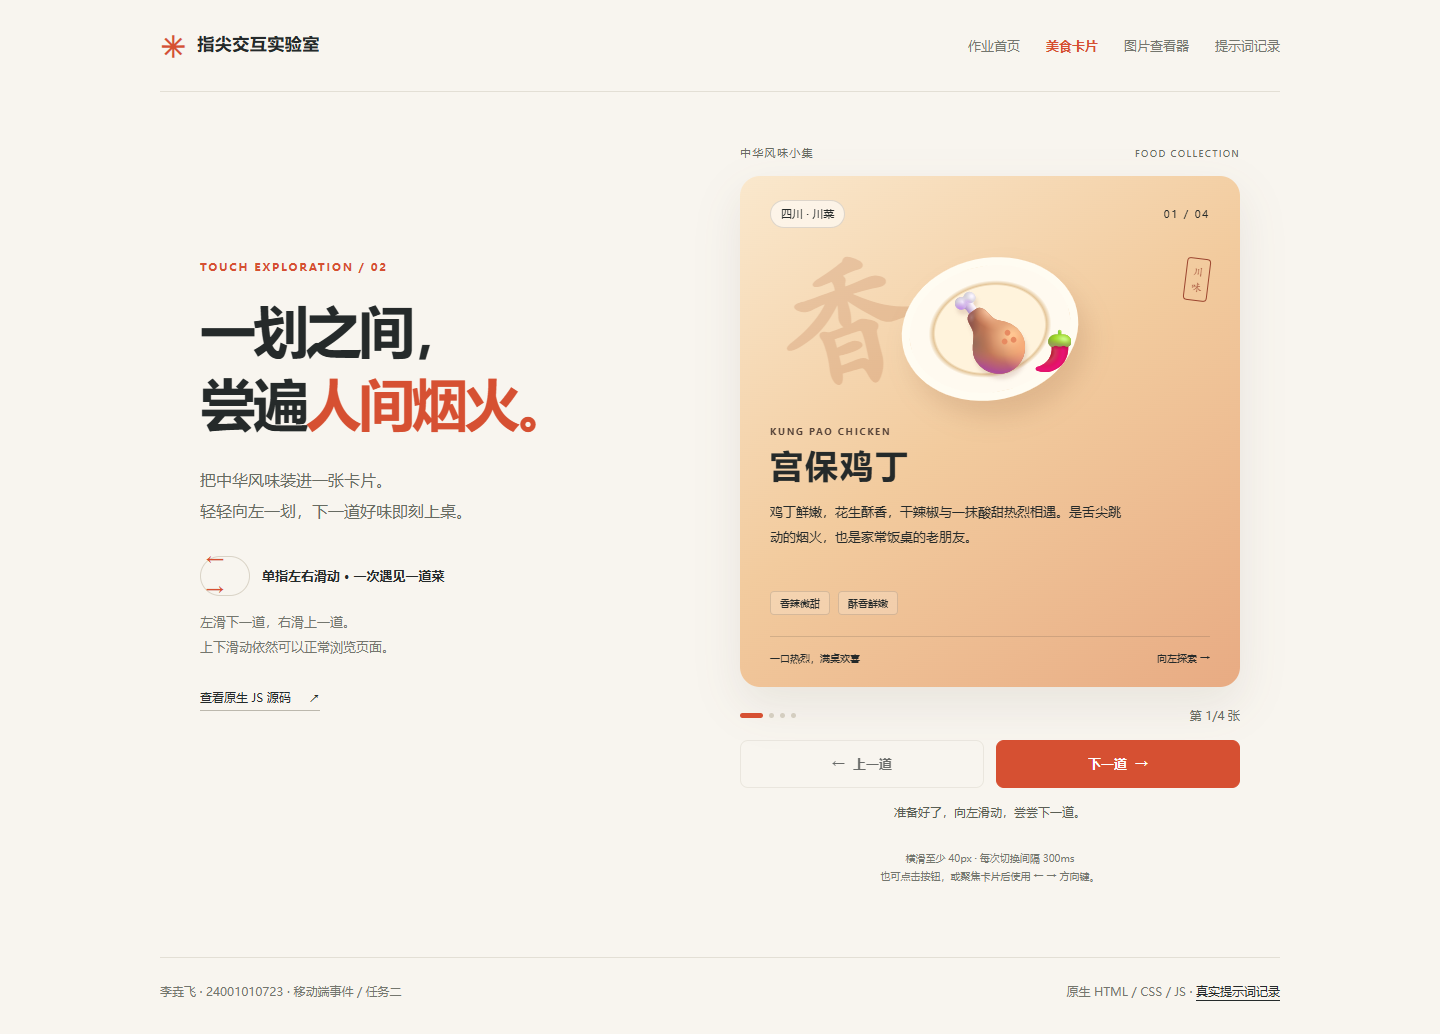 指尖交互实验室
作业首页 美食卡片 图片查看器 提示词记录
TOUCH EXPLORATION / 02
一划之间，
尝遍人间烟火。
把中华风味装进一张卡片。
轻轻向左一划，下一道好味即刻上桌。
← →
单指左右滑动 • 一次遇见一道菜
左滑下一道，右滑上一道。
上下滑动依然可以正常浏览页面。
查看原生 JS 源码 ↗
中华风味小集 FOOD COLLECTION
四川 · 川菜 01 / 04
香
川味
KUNG PAO CHICKEN
宫保鸡丁
鸡丁鲜嫩，花生酥香，干辣椒与一抹酸甜热烈相遇。是舌尖跳
动的烟火，也是家常饭桌的老朋友。
香辣微甜 酥香鲜嫩
一口热烈，满桌欢喜 向左探索 →
第 1/4 张
← 上一道 下一道 →
准备好了，向左滑动，尝尝下一道。
横滑至少 40px · 每次切换间隔 300ms
也可点击按钮，或聚焦卡片后使用 ← → 方向键。
李垚飞 · 24001010723 · 移动端事件 / 任务二
原生 HTML / CSS / JS · 真实提示词记录